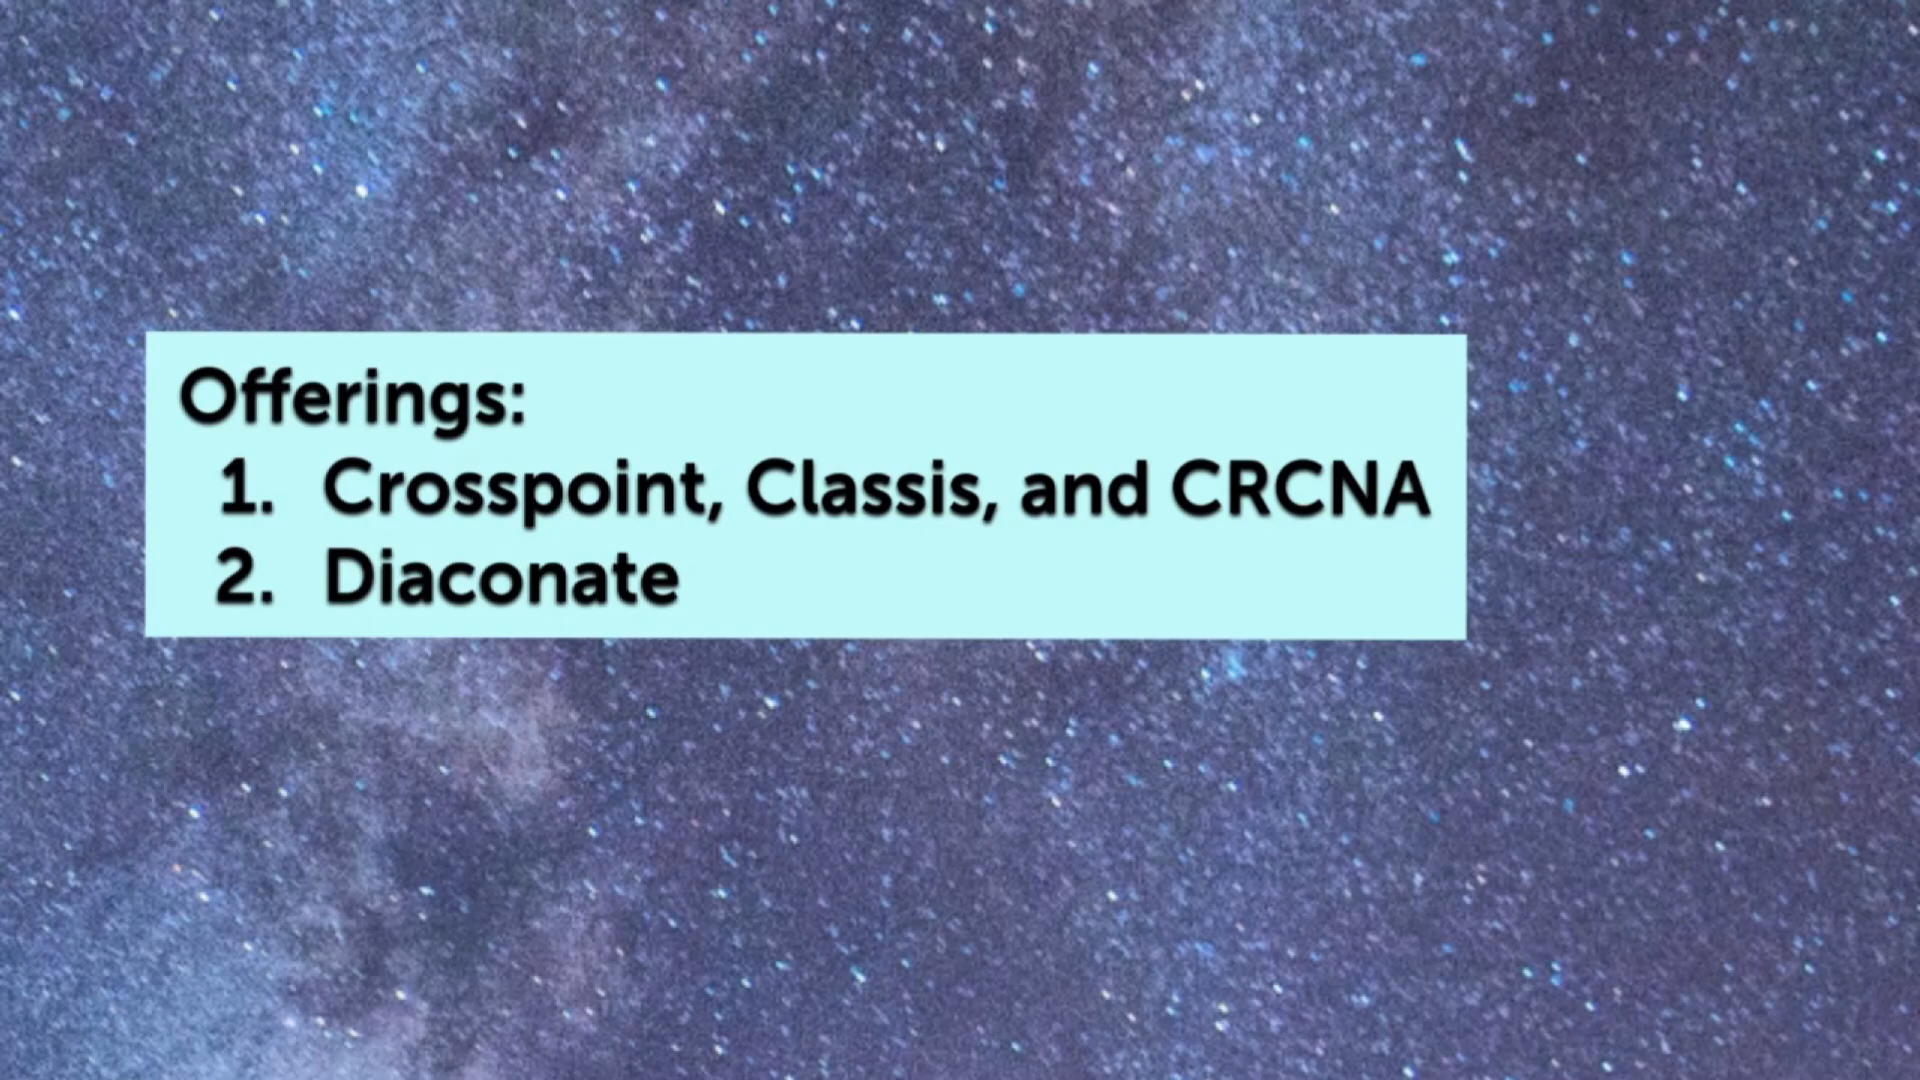 Offerings:
1. Crosspoint, Classis, and CRCNA
2. Diaconate